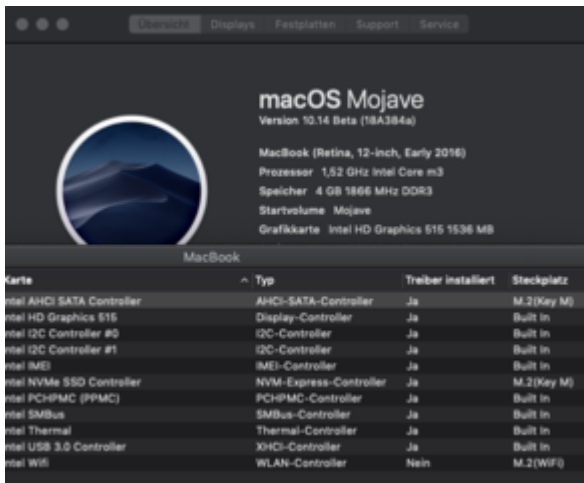 Übersicht Displays Festplatten Support Service
macOS Mojave
Version 10.14 Beta (18A384a)
MacBook (Retina, 12-inch, Early 2016)
Prozessor 1,52 GHz Intel Core m3
Speicher 4 GB 1866 MHz DDR3
Startvolume Mojave
Grafikkarte Intel HD Graphics 515 1536 MB
MacBook
Karte Typ Treiber installiert Steckplatz
ntel AHCI SATA Controller AHCI-SATA-Controller Ja M.2(Key M)
ntel HD Graphics 515 Display-Controller Ja Built In
ntel I2C Controller #0 I2C-Controller Ja Built In
ntel I2C Controller #1 I2C-Controller Ja Built In
ntel IMEI IMEI-Controller Ja Built In
ntel NVMe SSD Controller NVM-Express-Controller Ja M.2(Key M)
ntel PCHPMC (PPMC) PCHPMC-Controller Ja Built In
ntel SMBus SMBus-Controller Ja Built In
ntel Thermal Thermal-Controller Ja Built In
ntel USB 3.0 Controller XHCI-Controller Ja Built In
ntel Wifi WLAN-Controller Nein M.2(WiFi)